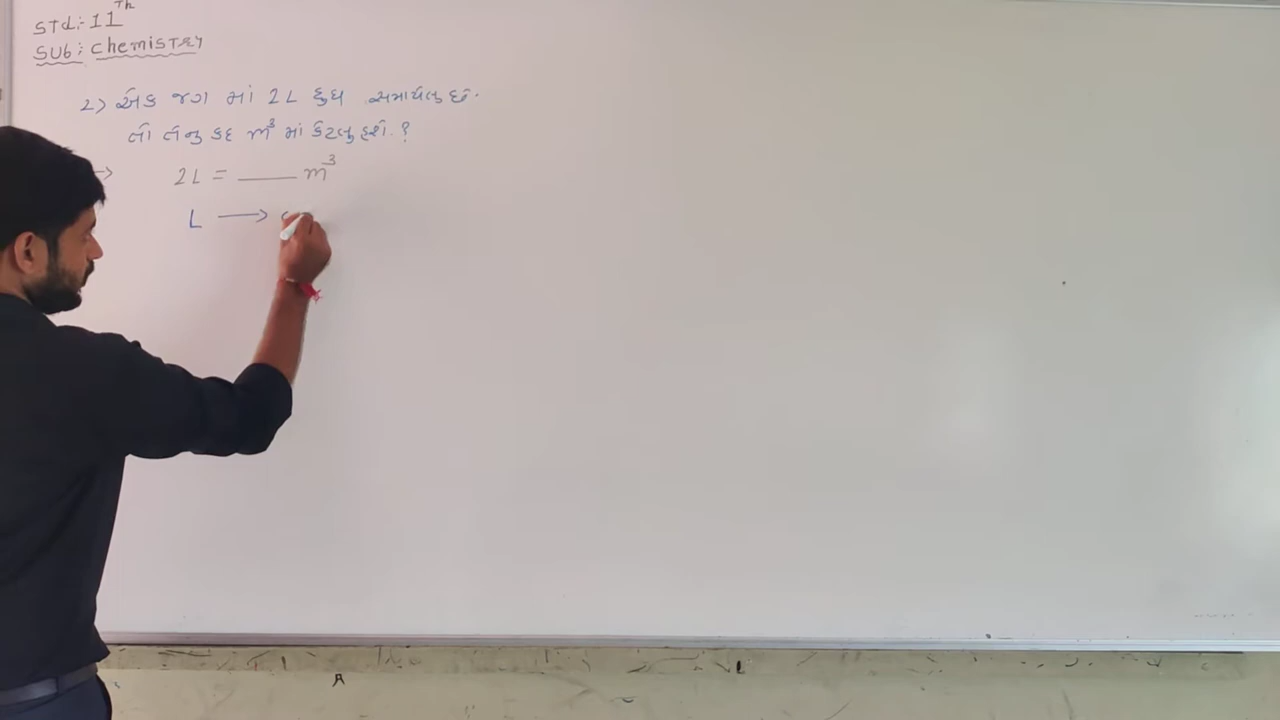 Std:- 11Th
Sub: Chemistry
2) એક જગ માં 2L દુધ સમાયેલુ છે.
તો તેનુ કદ m³ માં કેટલુ હશે.?
→ 2L = ____ m³
L ⟶